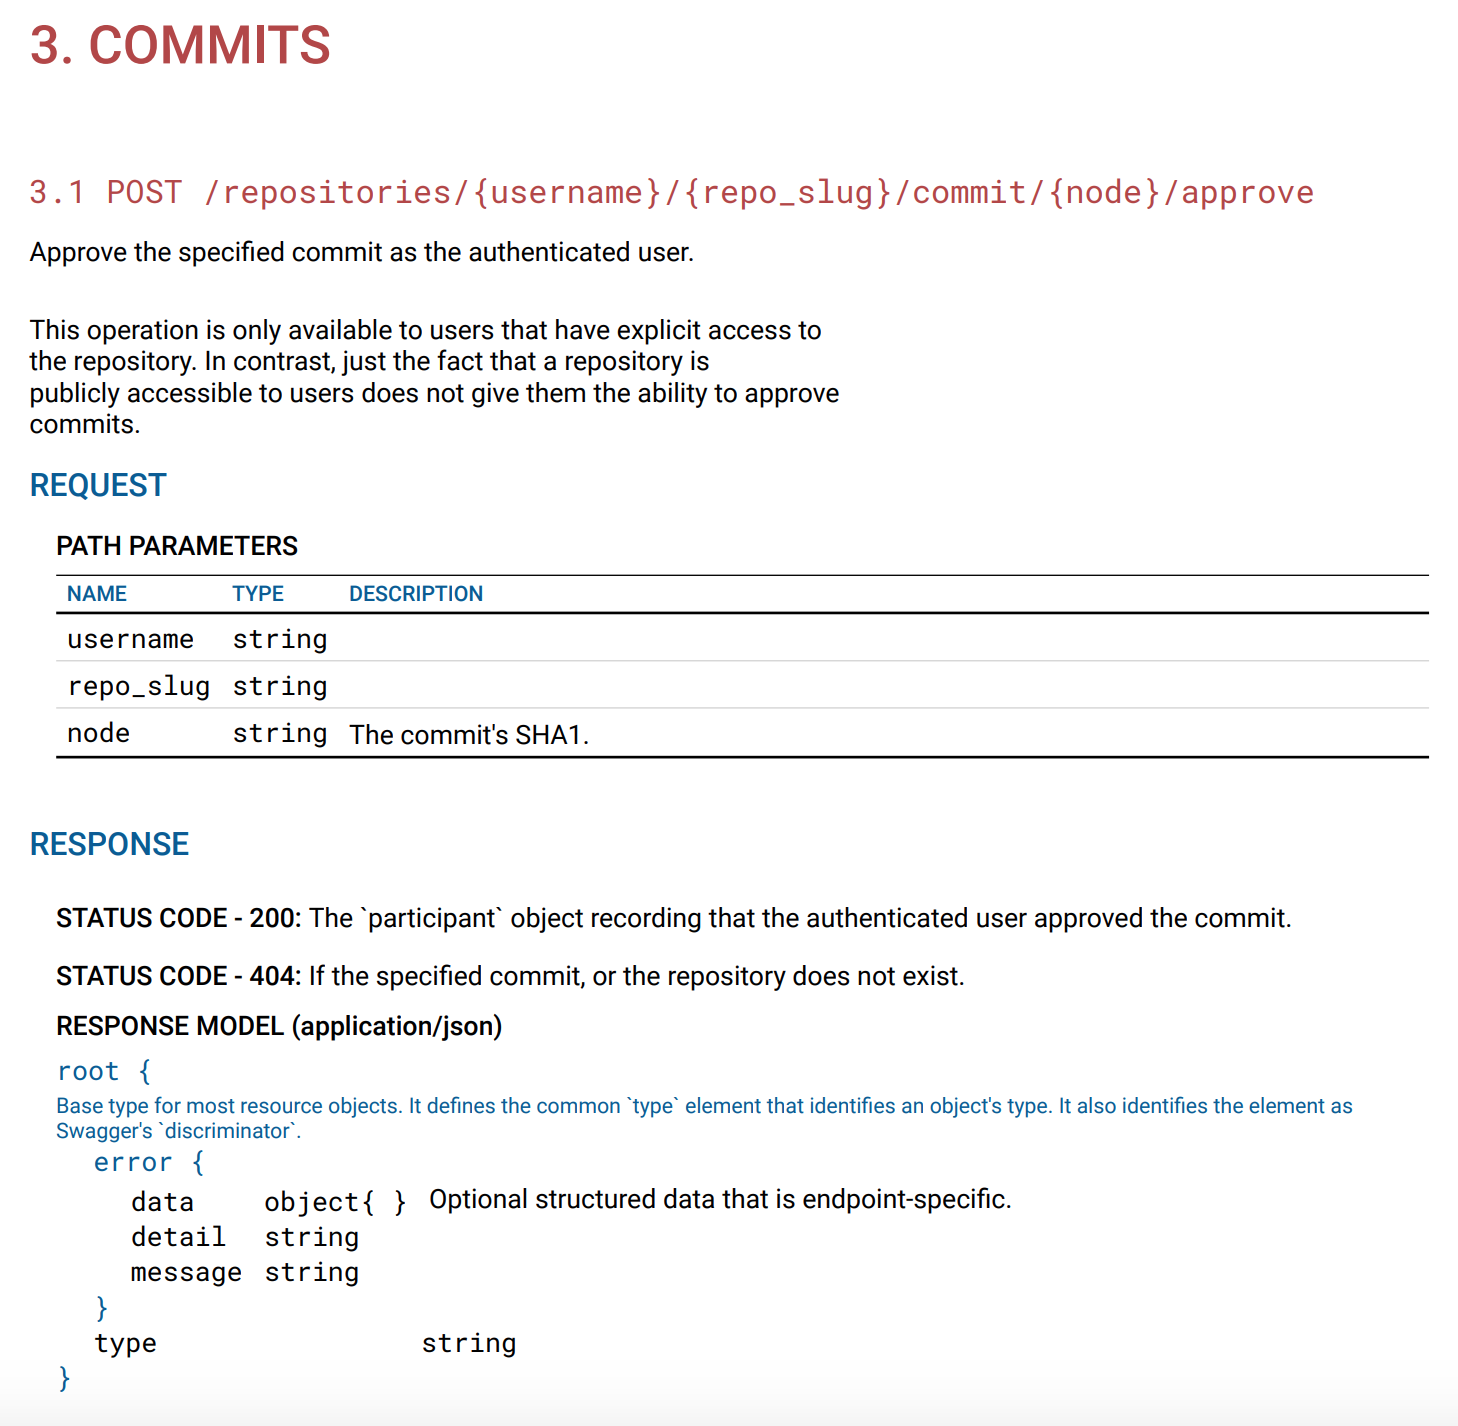 3. COMMITS
3.1 POST /repositories/{username}/{repo_slug}/commit/{node}/approve
Approve the specified commit as the authenticated user.
This operation is only available to users that have explicit access to
the repository. In contrast, just the fact that a repository is
publicly accessible to users does not give them the ability to approve
commits.
REQUEST
PATH PARAMETERS
NAME TYPE DESCRIPTION
username string
repo_slug string
node string The commit's SHA1.
RESPONSE
STATUS CODE - 200: The `participant` object recording that the authenticated user approved the commit.
STATUS CODE - 404: If the specified commit, or the repository does not exist.
RESPONSE MODEL (application/json)
root {
Base type for most resource objects. It defines the common `type` element that identifies an object's type. It also identifies the element as
Swagger's `discriminator`.
error {
data object{ } Optional structured data that is endpoint-specific.
detail string
message string
}
type string
}